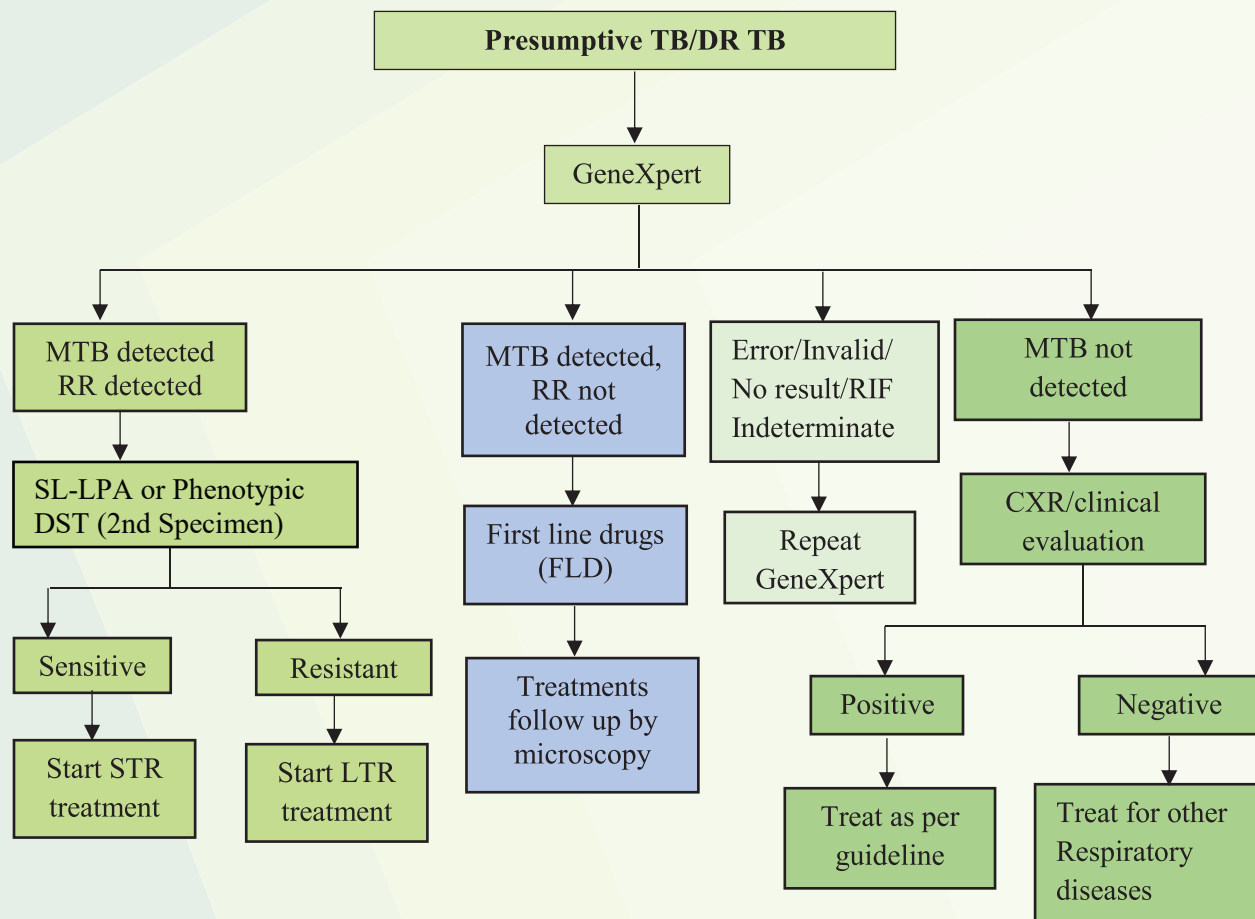 Presumptive TB/DR TB
GeneXpert
MTB detected
RR detected
SL-LPA or Phenotypic
DST (2nd Specimen)
Sensitive
Start STR
treatment
Resistant
Start LTR
treatment
MTB detected,
RR not
detected
First line drugs
(FLD)
Treatments
follow up by
microscopy
Error/Invalid/
No result/RIF
Indeterminate
Repeat
GeneXpert
MTB not
detected
CXR/clinical
evaluation
Positive
Treat as per
guideline
Negative
Treat for other
Respiratory
diseases